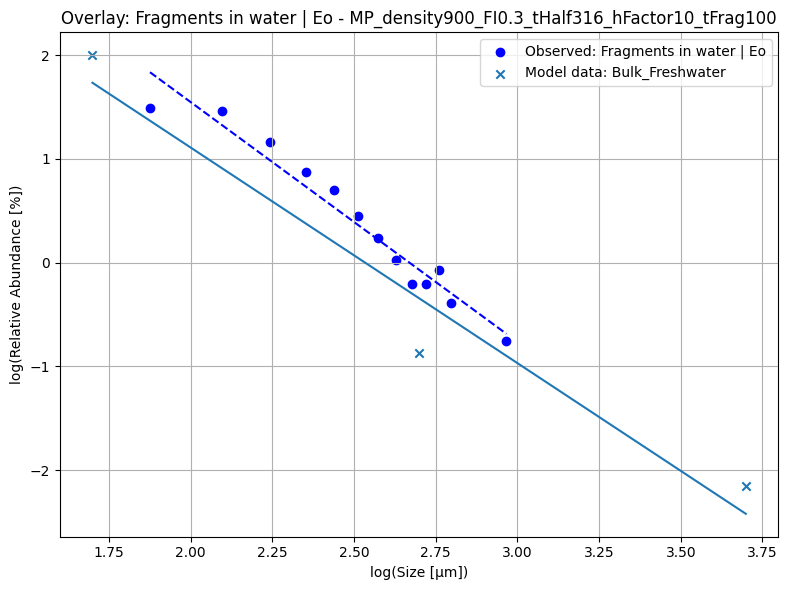 Overlay: Fragments in water | Eo - MP_density900_FI0.3_tHalf316_hFactor10_tFrag100
Observed: Fragments in water | Eo
Model data: Bulk_Freshwater
log(Relative Abundance [%])
2
1
0
−1
−2
1.75
2.00
2.25
2.50
2.75
3.00
3.25
3.50
3.75
log(Size [µm])